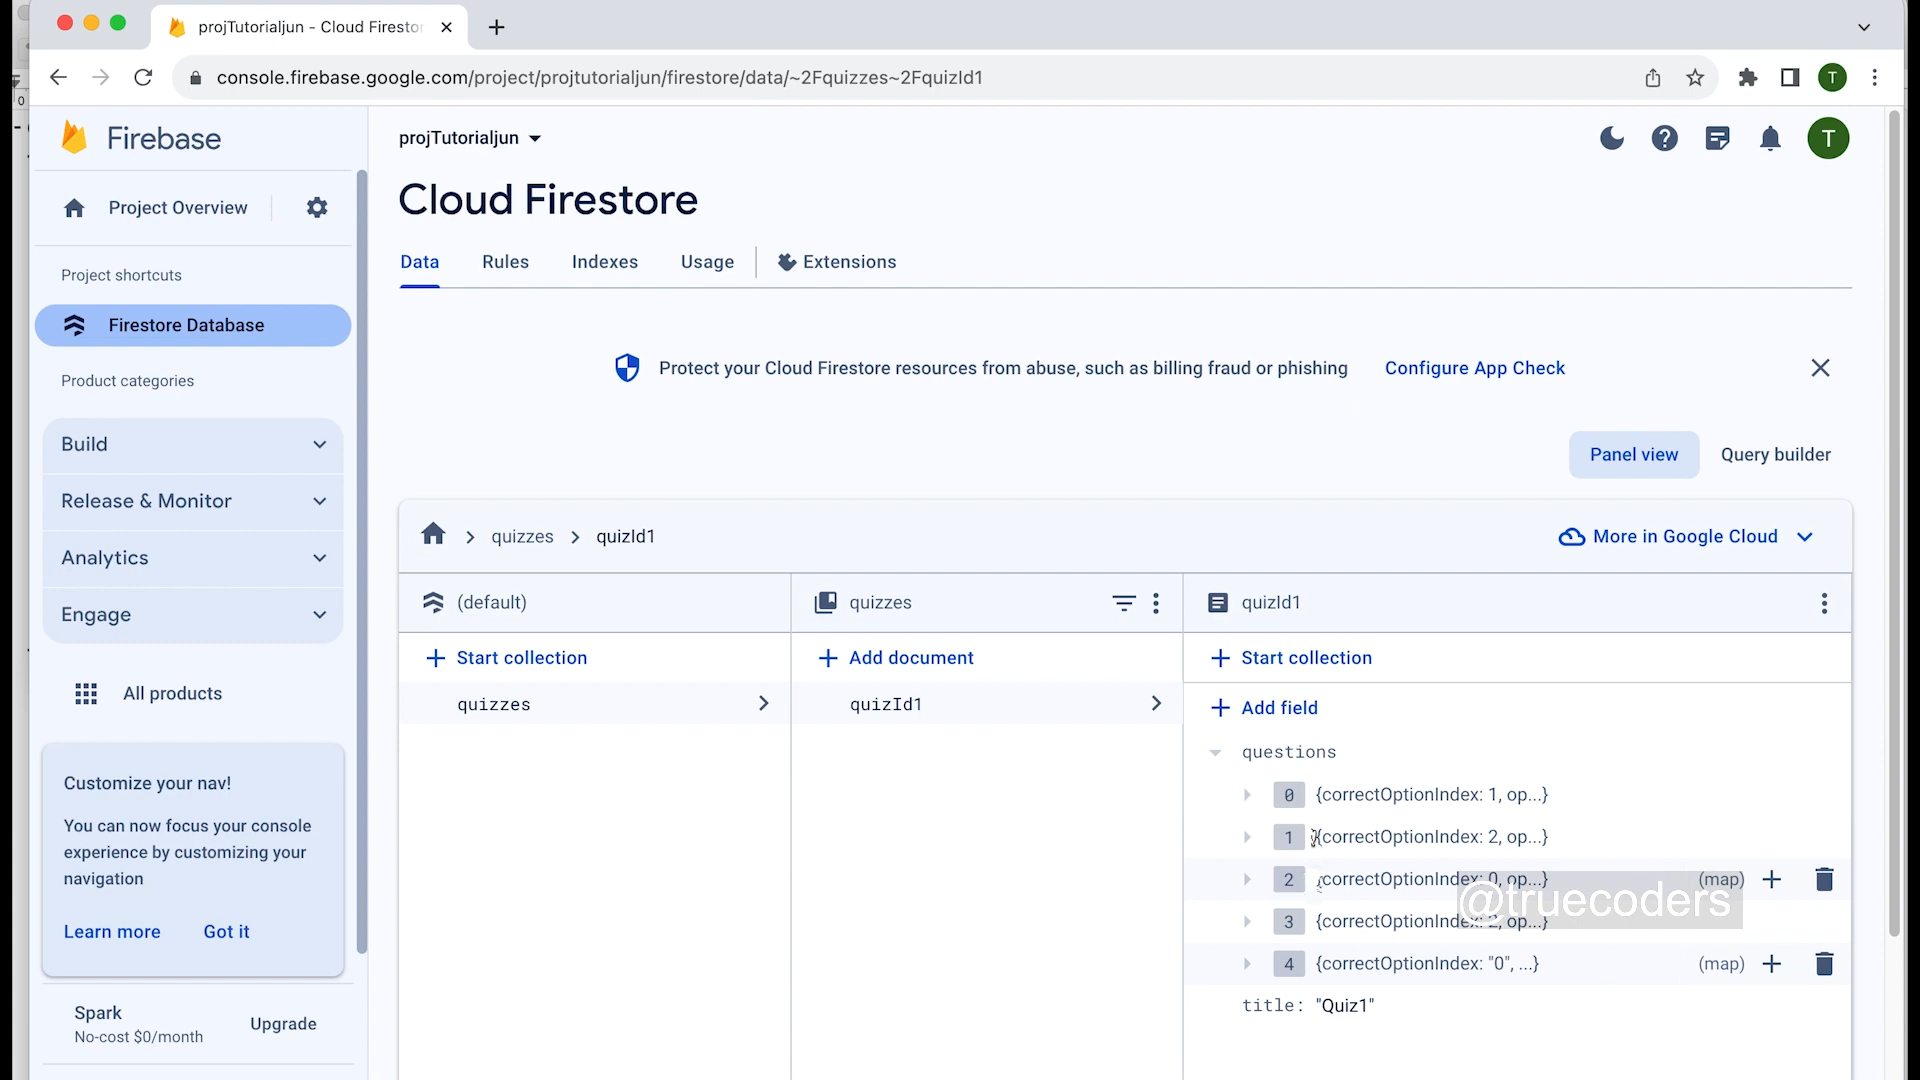 projTutorialjun - Cloud Firesto
console.firebase.google.com/project/projtutorialjun/firestore/data/~2Fquizzes~2FquizId1
T
Firebase
projTutorialjun
T
Project Overview
Cloud Firestore
Data
Rules
Indexes
Usage
Extensions
Project shortcuts
Firestore Database
Product categories
Protect your Cloud Firestore resources from abuse, such as billing fraud or phishing
Configure App Check
Build
Release & Monitor
Analytics
Engage
All products
Panel view
Query builder
quizzes
quizId1
More in Google Cloud
(default)
quizzes
quizId1
Start collection
Add document
Start collection
quizzes
quizId1
Add field
questions
0 {correctOptionIndex: 1, op...}
1 {correctOptionIndex: 2, op...}
2 {correctOptionIndex: 0, op...} (map)
3 {correctOptionIndex: 2, op...}
4 {correctOptionIndex: "0", ...} (map)
title: "Quiz1"
@truecoders
Customize your nav!
You can now focus your console
experience by customizing your
navigation
Learn more
Got it
Spark
No-cost $0/month
Upgrade